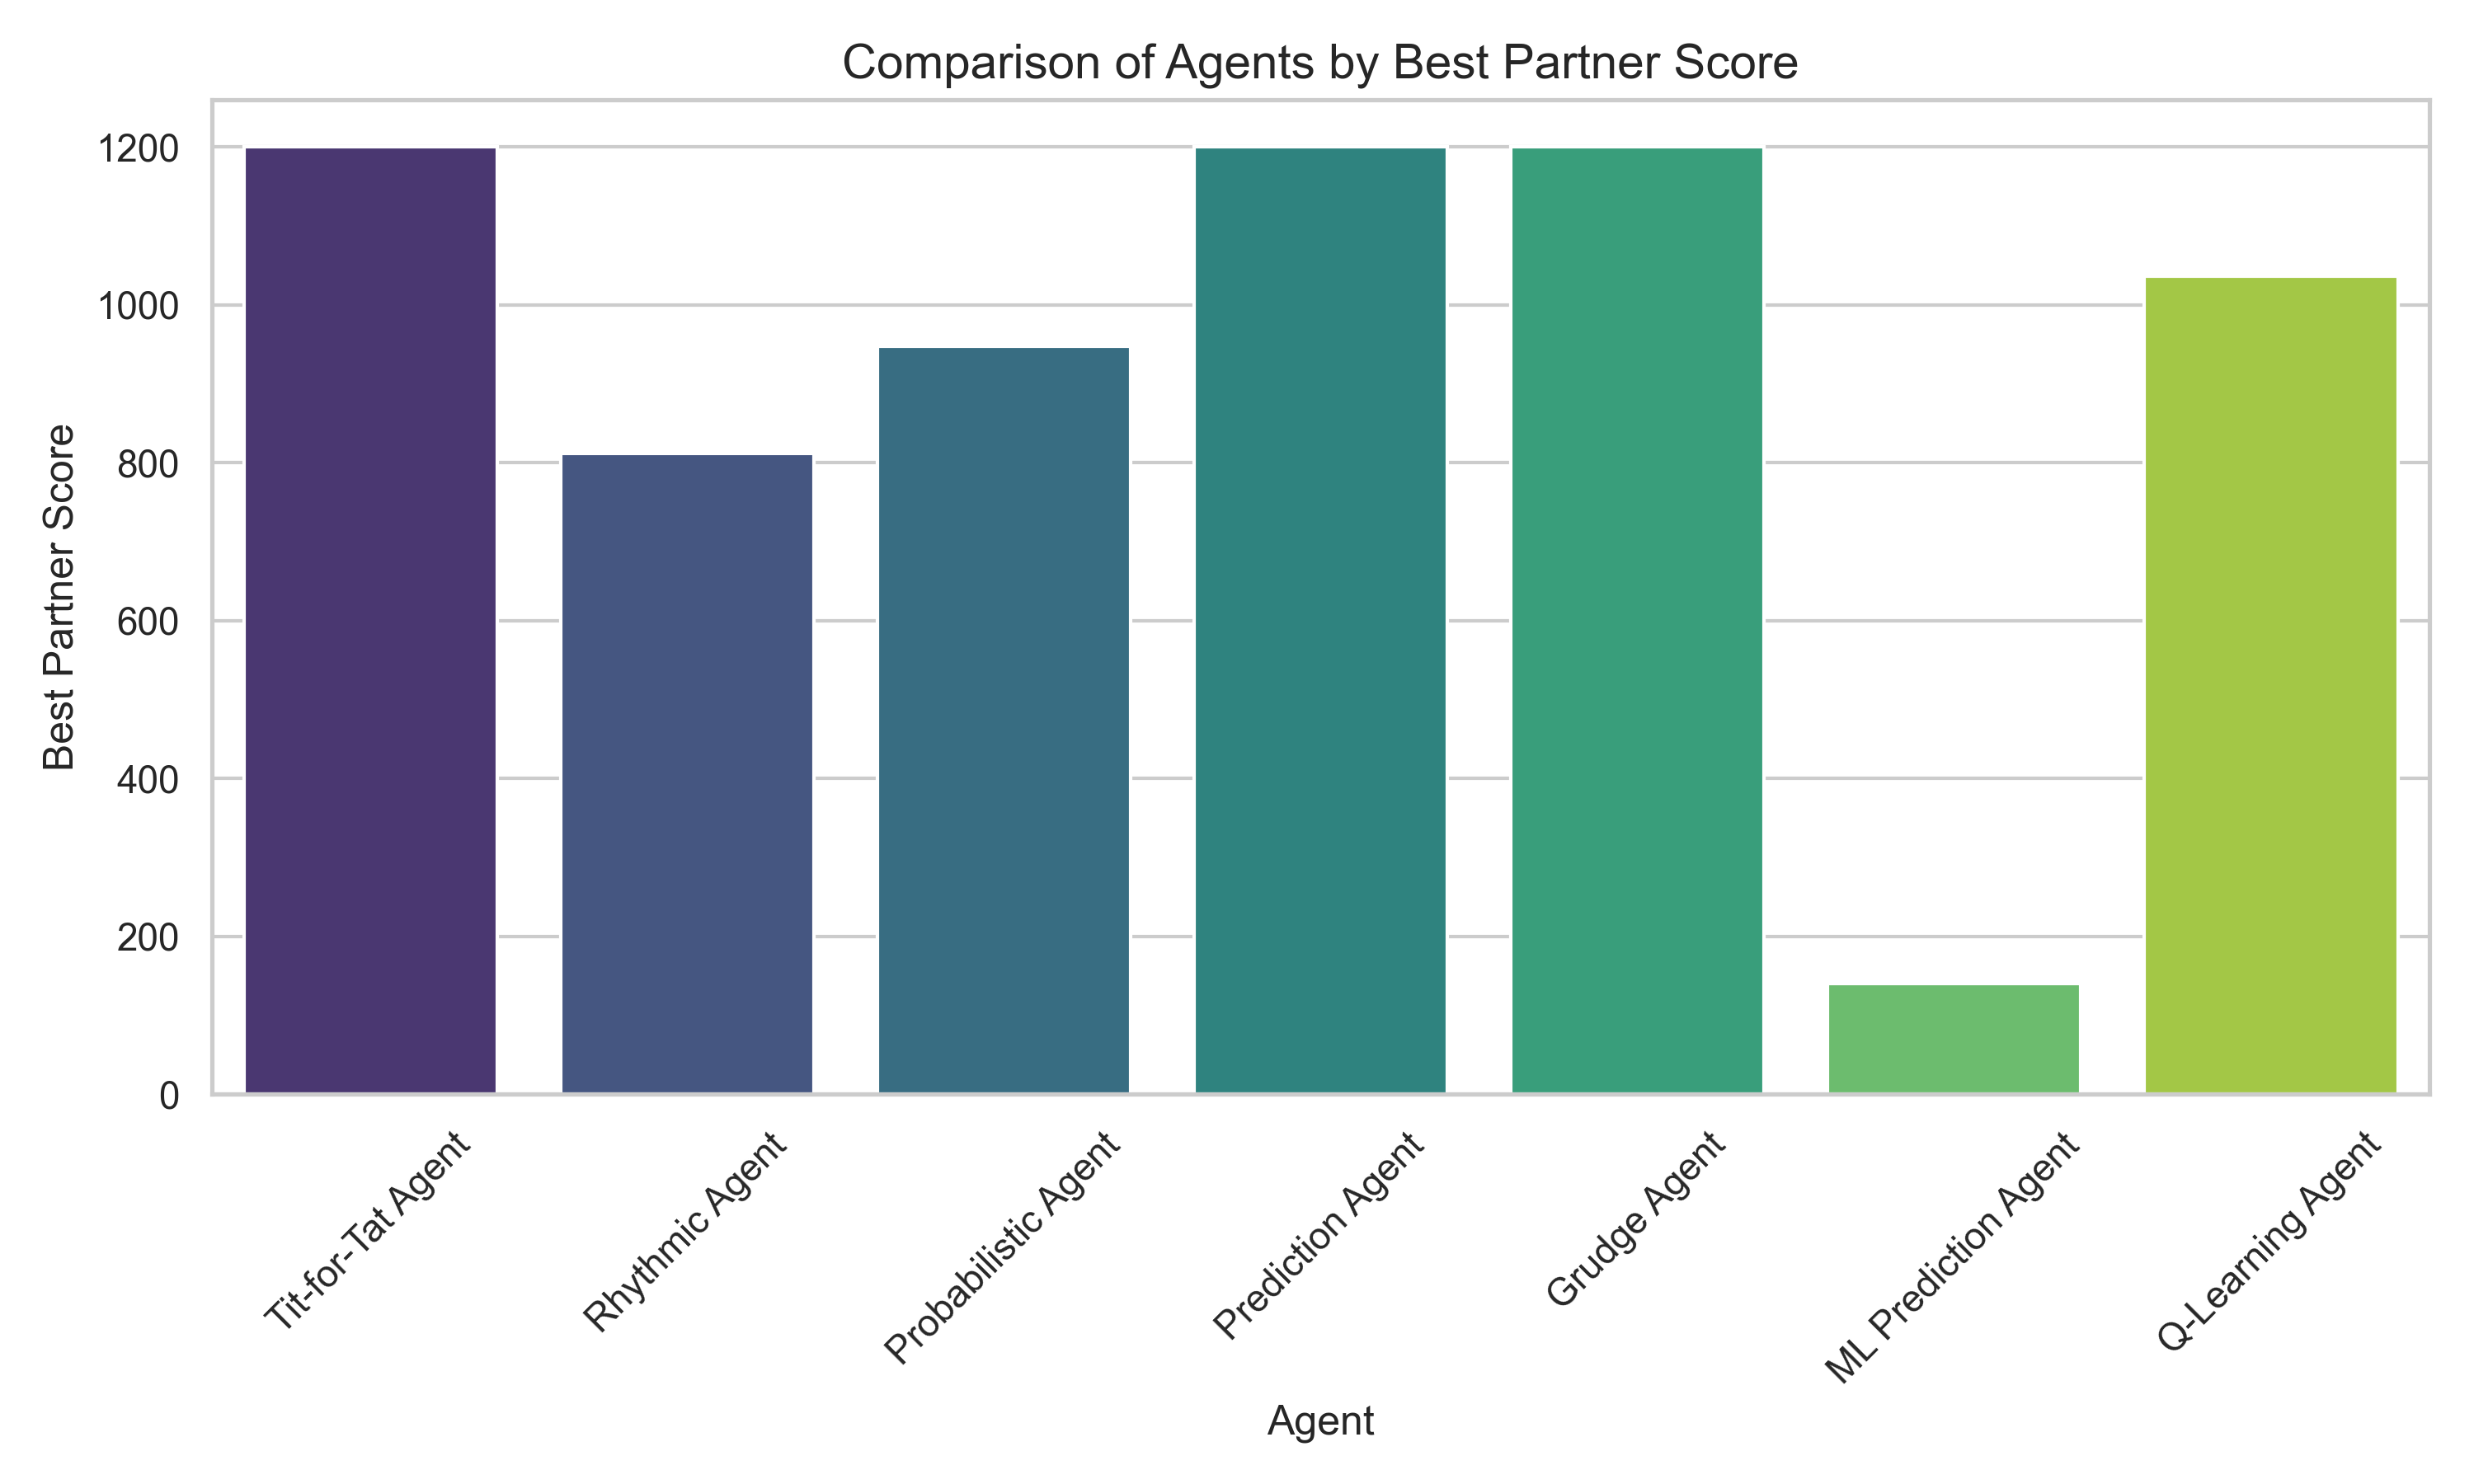 Comparison of Agents by Best Partner Score
Best Partner Score
1200
1000
800
600
400
200
0
Tit-for-Tat Agent
Rhythmic Agent
Probabilistic Agent
Prediction Agent
Grudge Agent
ML Prediction Agent
Q-Learning Agent
Agent